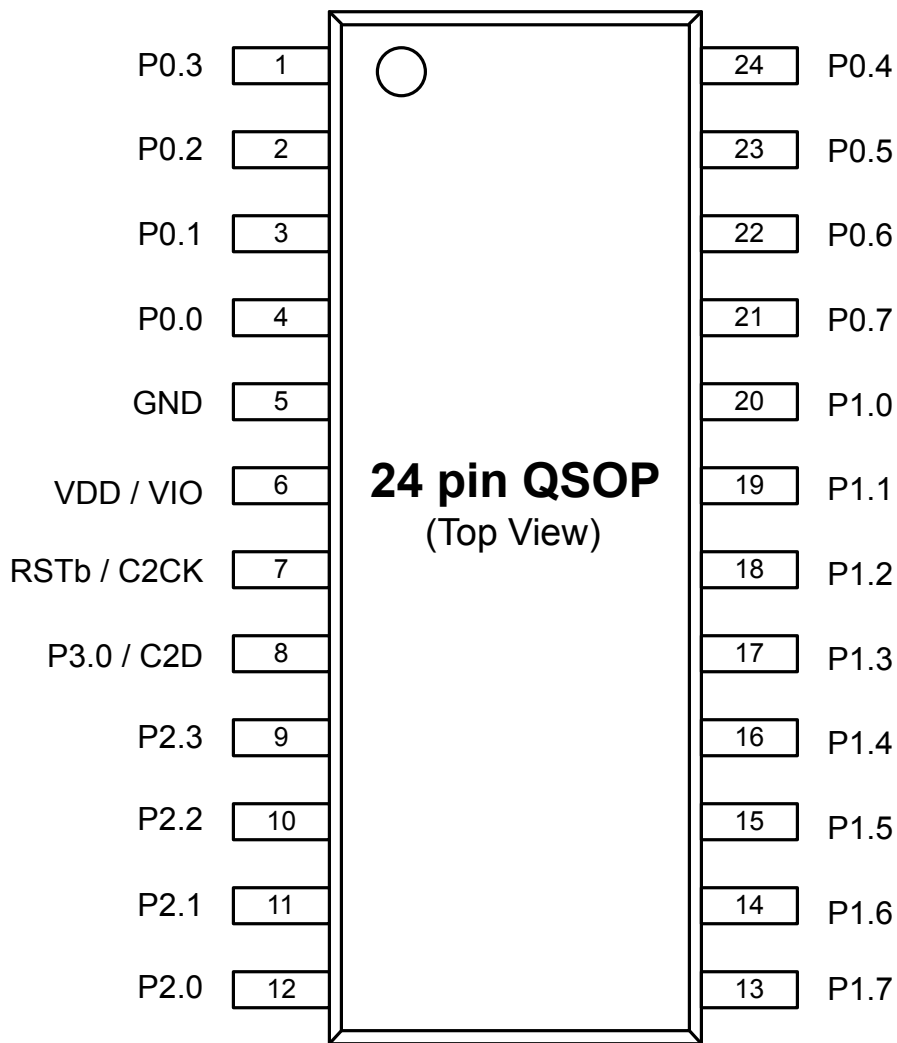 P0.3 1 24 P0.4
P0.2 2 23 P0.5
P0.1 3 22 P0.6
P0.0 4 21 P0.7
GND 5 20 P1.0
24 pin QSOP
VDD / VIO 6 19 P1.1
(Top View)
RSTb / C2CK 7 18 P1.2
P3.0 / C2D 8 17 P1.3
P2.3 9 16 P1.4
P2.2 10 15 P1.5
P2.1 11 14 P1.6
P2.0 12 13 P1.7